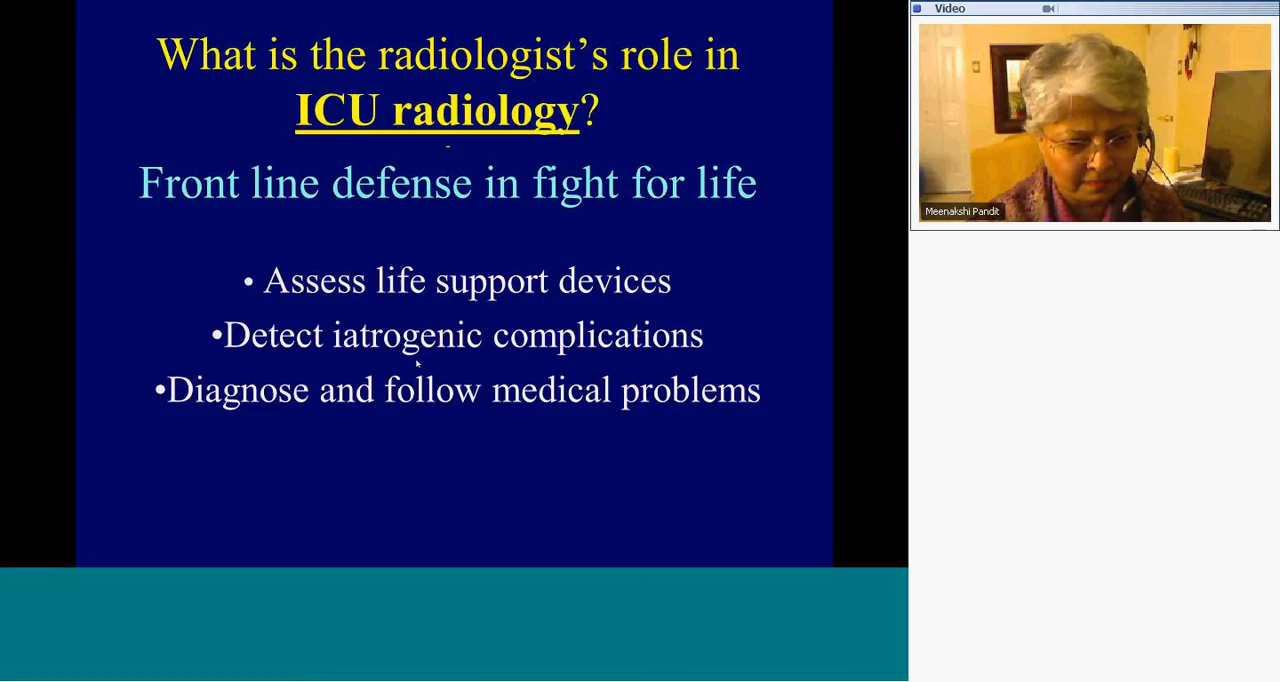 What is the radiologist's role in
ICU radiology?
Front line defense in fight for life
• Assess life support devices
•Detect iatrogenic complications
•Diagnose and follow medical problems
Video
Meenakshi Pandit